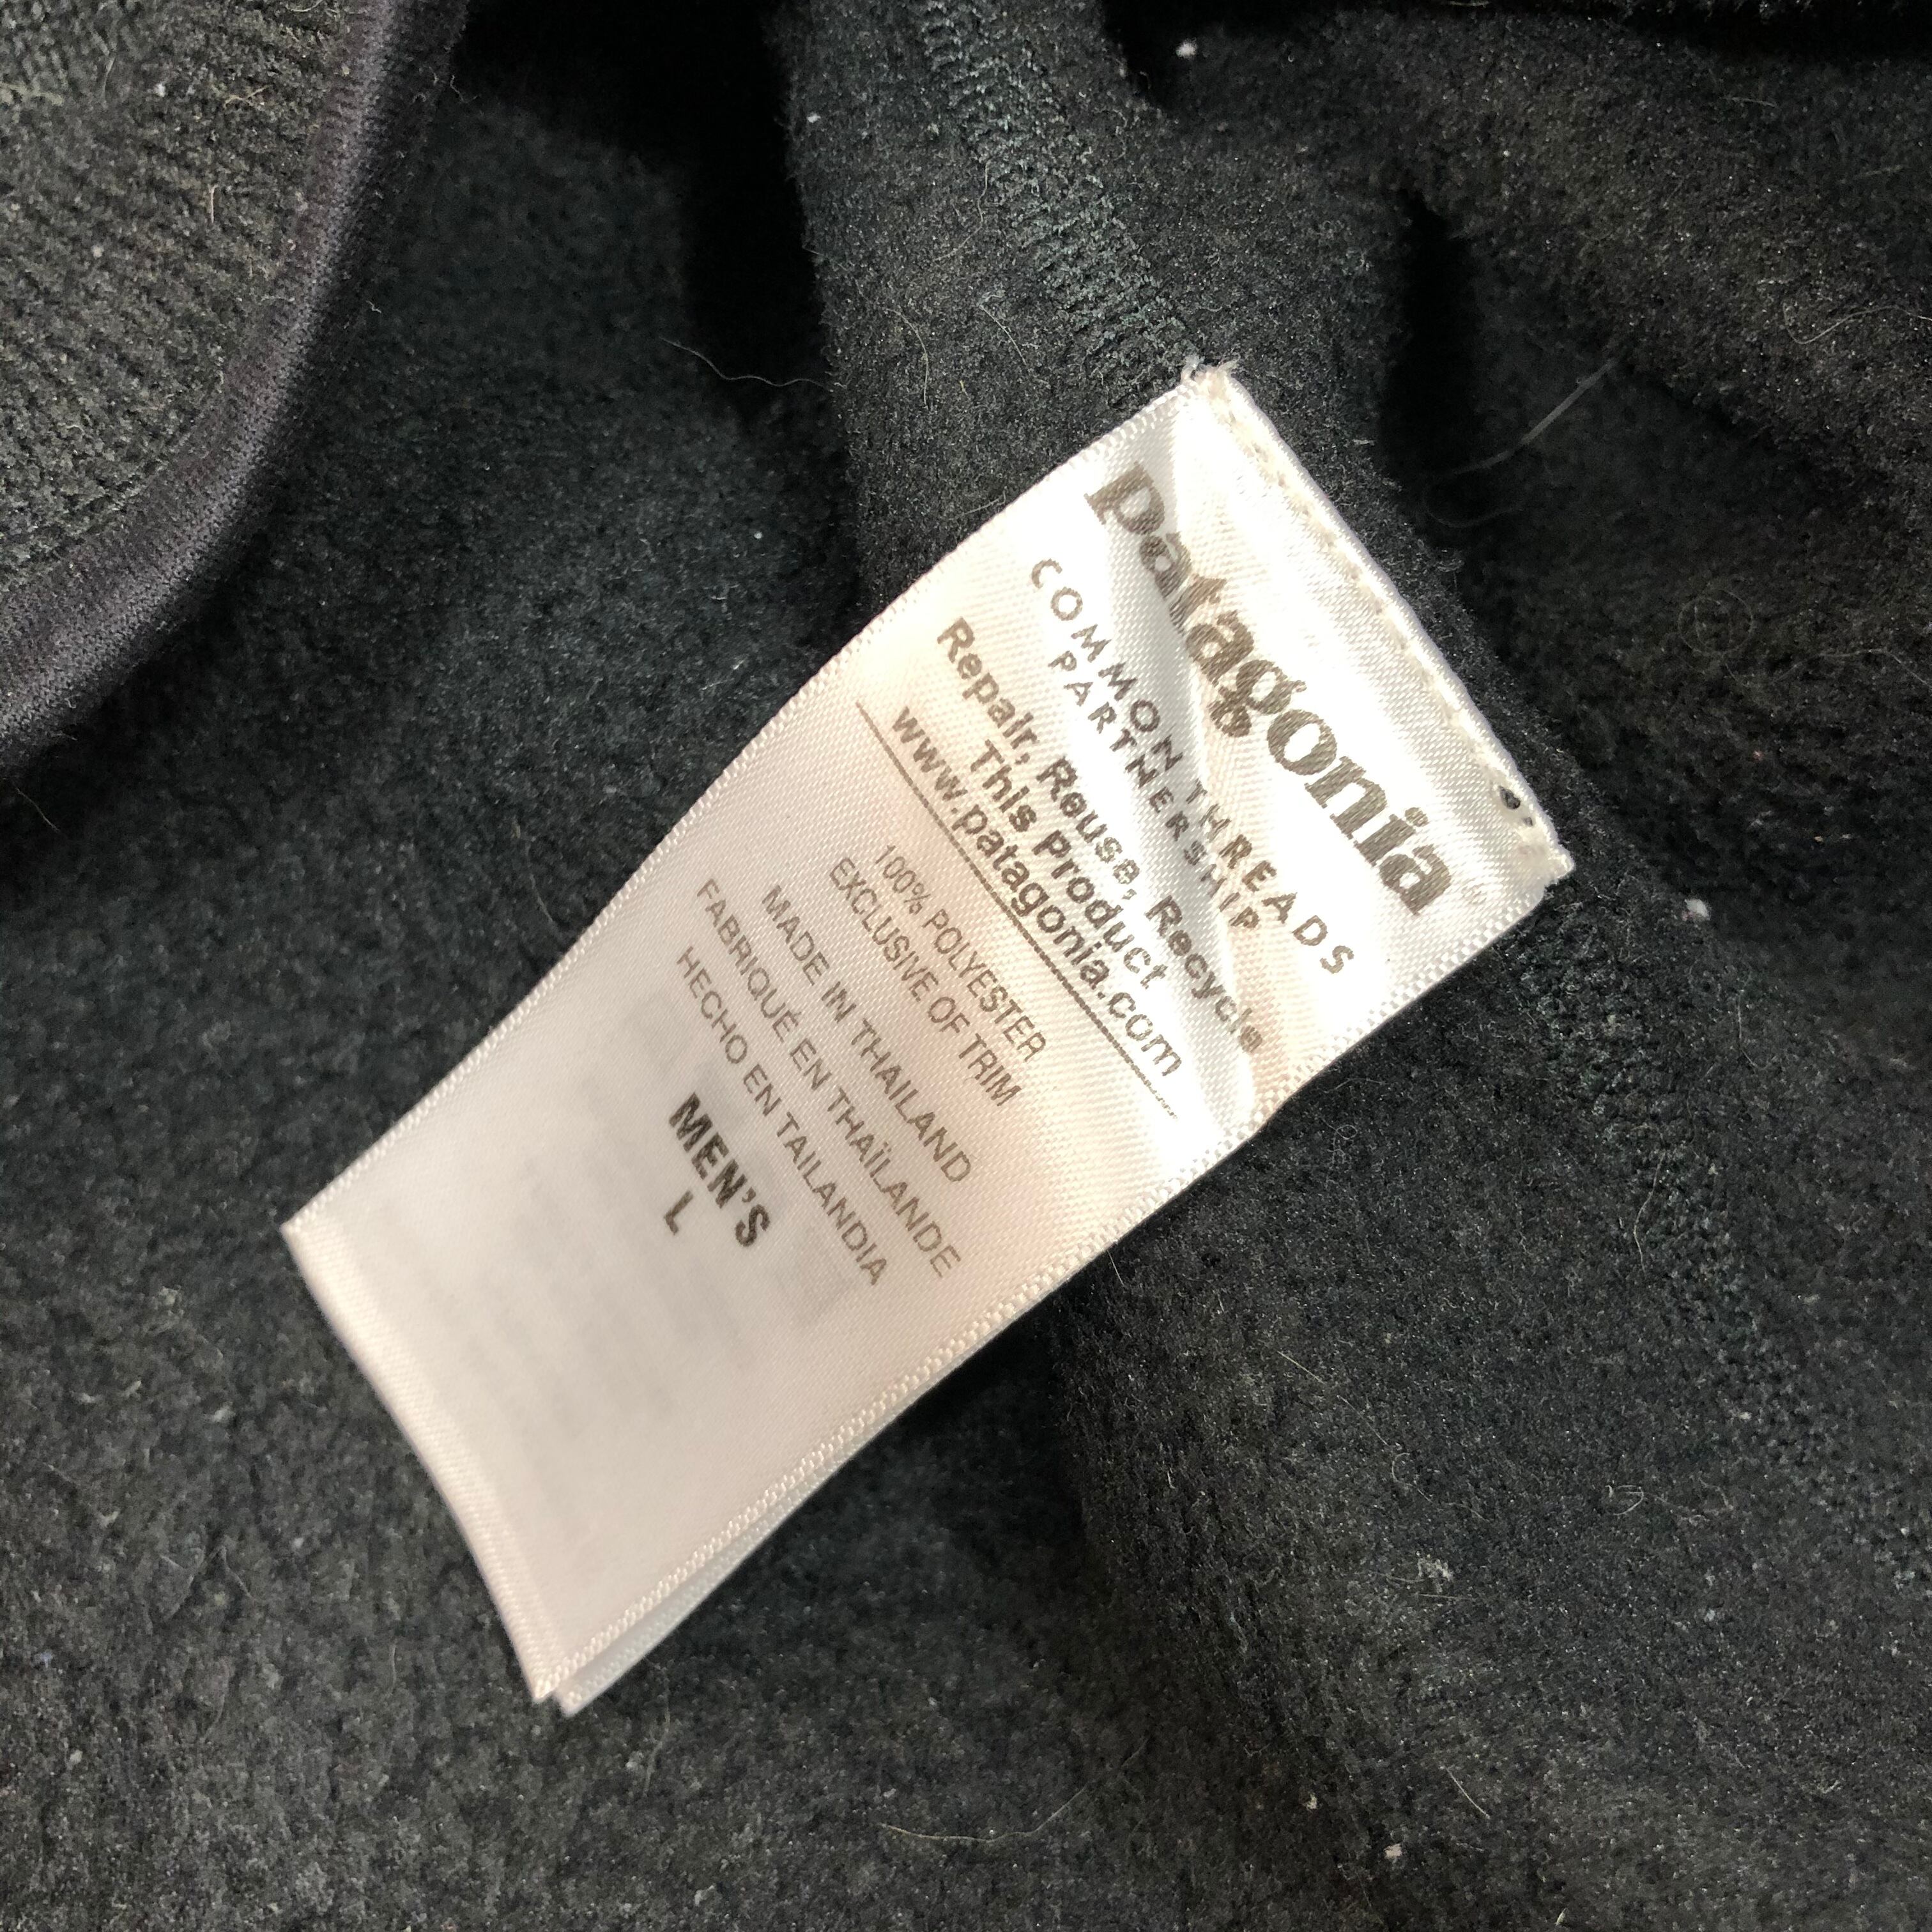 patagonia®
COMMON THREADS
PARTNERSHIP
Repair, Reuse, Recycle
This Product
www.patagonia.com
100% POLYESTER
EXCLUSIVE OF TRIM
MADE IN THAILAND
FABRIQUÉ EN THAÏLANDE
HECHO EN TAILANDIA
MEN'S
L